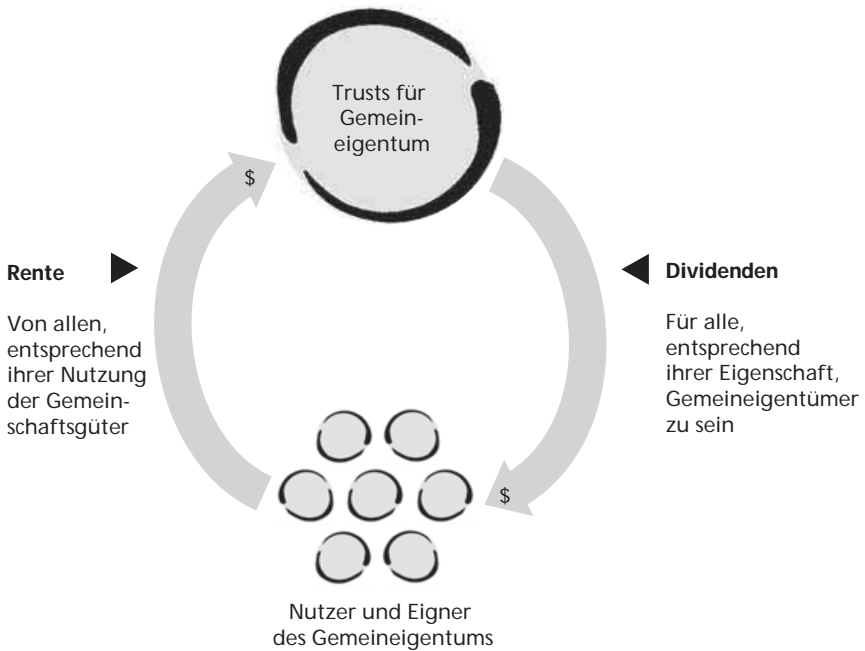 Trusts für
Gemein-
eigentum
$
Rente
Von allen,
entsprechend
ihrer Nutzung
der Gemein-
schaftsgüter
Dividenden
Für alle,
entsprechend
ihrer Eigenschaft,
Gemeineigentümer
zu sein
$
Nutzer und Eigner
des Gemeineigentums